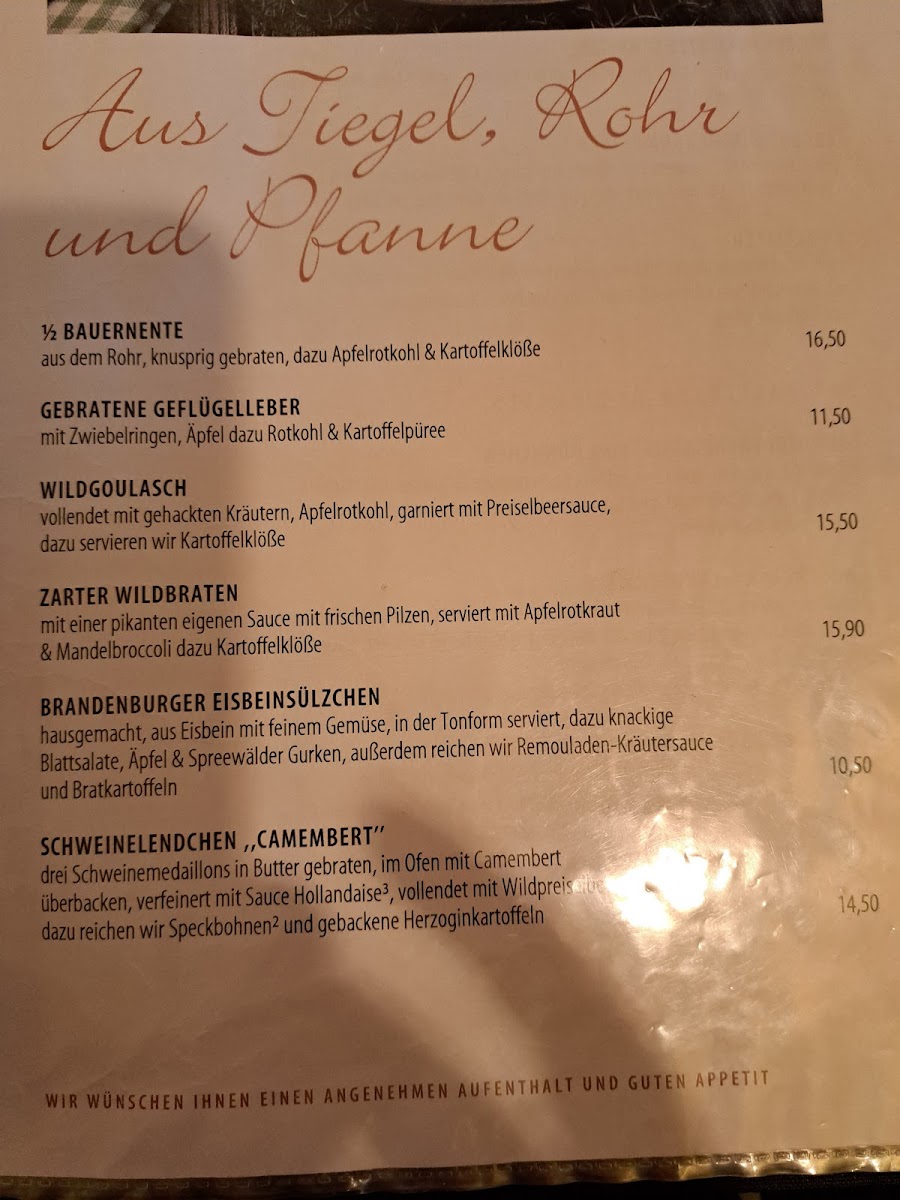 Aus Tiegel, Rohr
und Pfanne
½ BAUERNENTE
aus dem Rohr, knusprig gebraten, dazu Apfelrotkohl & Kartoffelklöße
16,50
GEBRATENE GEFLÜGELLEBER
mit Zwiebelringen, Äpfel dazu Rotkohl & Kartoffelpüree
11,50
WILDGOULASCH
vollendet mit gehackten Kräutern, Apfelrotkohl, garniert mit Preiselbeersauce,
dazu servieren wir Kartoffelklöße
15,50
ZARTER WILDBRATEN
mit einer pikanten eigenen Sauce mit frischen Pilzen, serviert mit Apfelrotkraut
& Mandelbroccoli dazu Kartoffelklöße
15,90
BRANDENBURGER EISBEINSÜLZCHEN
hausgemacht, aus Eisbein mit feinem Gemüse, in der Tonform serviert, dazu knackige
Blattsalate, Äpfel & Spreewälder Gurken, außerdem reichen wir Remouladen-Kräutersauce
und Bratkartoffeln
10,50
SCHWEINELENDCHEN ,,CAMEMBERT’’
drei Schweinemedaillons in Butter gebraten, im Ofen mit Camembert
überbacken, verfeinert mit Sauce Hollandaise³, vollendet mit
dazu reichen wir Speckbohnen² und gebackene Herzoginkartoffeln
14,50
WIR WÜNSCHEN IHNEN EINEN ANGENEHMEN AUFENTHALT UND GUTEN APPETIT